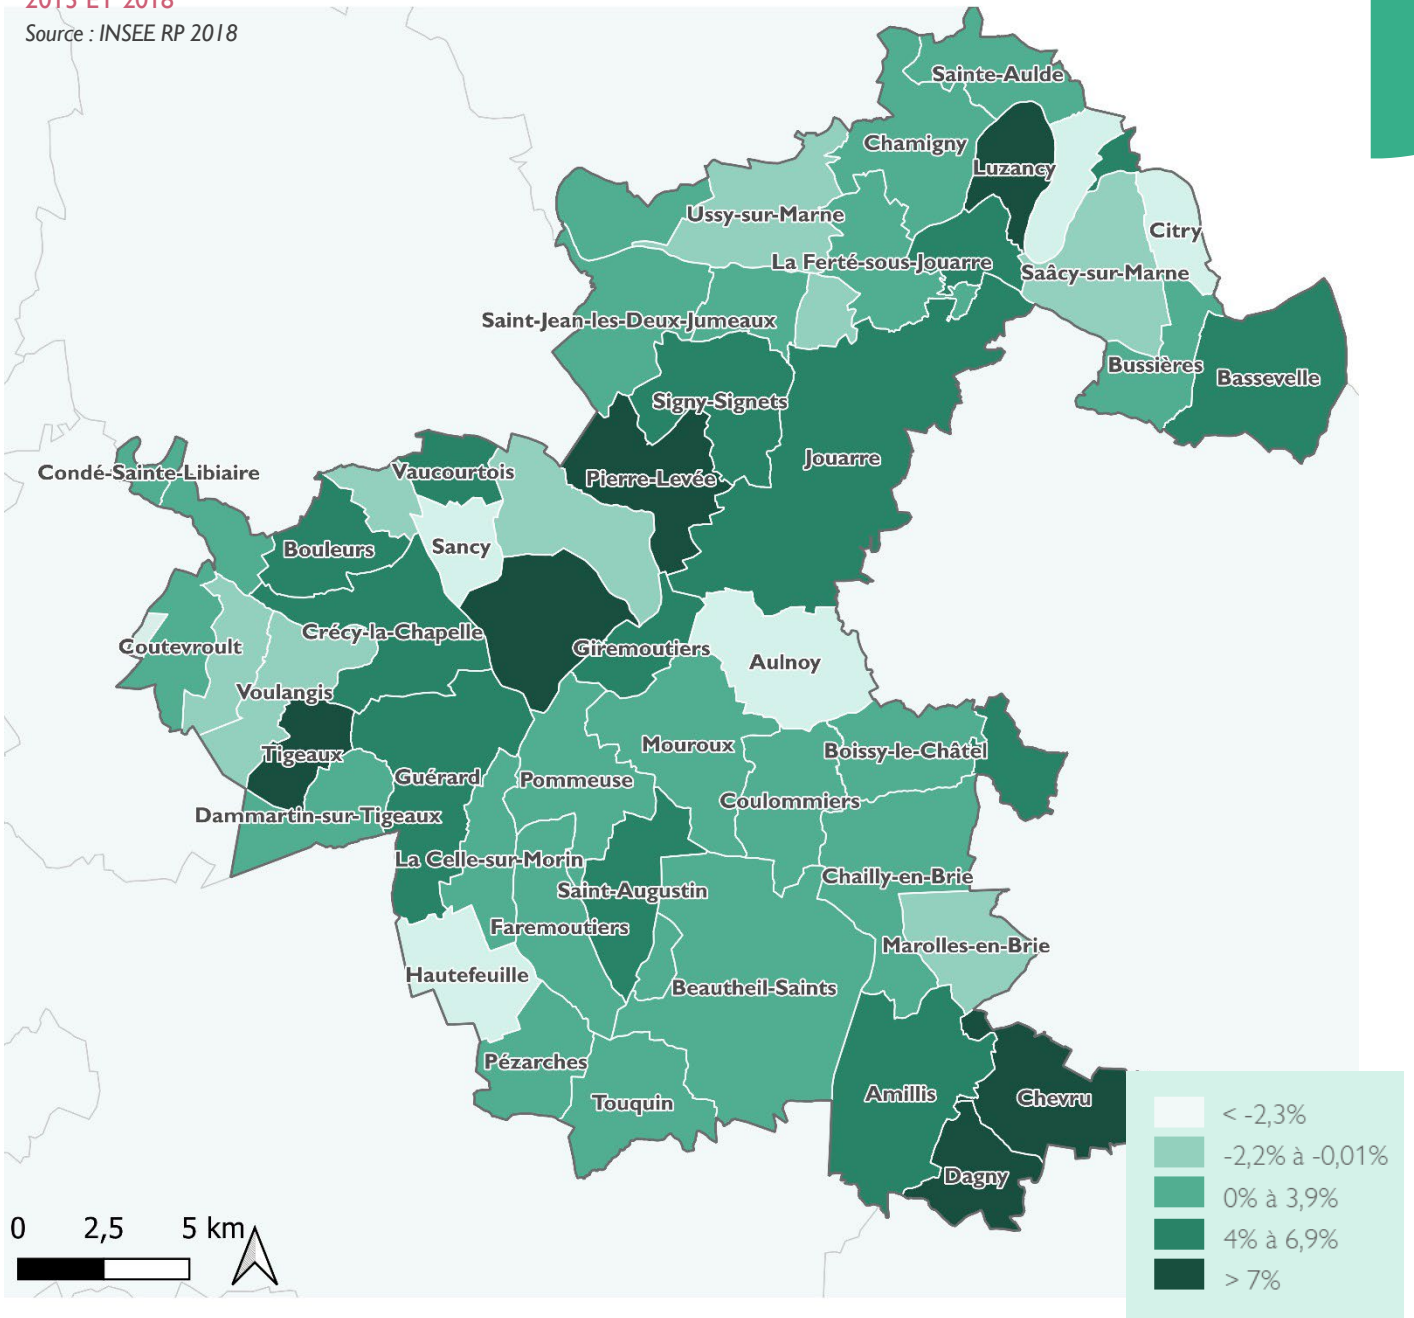 2013 ET 2018
Source : INSEE RP 2018
Sainte-Aulde
Chamigny
Luzancy
Ussy-sur-Marne
Citry
La Ferté-sous-Jouarre
Saâcy-sur-Marne
Saint-Jean-les-Deux-Jumeaux
Bussières
Bassevelle
Signy-Signets
Jouarre
Condé-Sainte-Libiaire
Vaucourtois
Pierre-Levée
Bouleurs
Sancy
Crécy-la-Chapelle
Coutevroult
Giremoutiers
Aulnoy
Voulangis
Tigeaux
Mouroux
Boissy-le-Châtel
Guérard
Pommeuse
Coulommiers
Dammartin-sur-Tigeaux
La Celle-sur-Morin
Chailly-en-Brie
Saint-Augustin
Faremoutiers
Marolles-en-Brie
Hautefeuille
Beautheil-Saints
Pézarches
Touquin
Amillis
Chevru
Dagny
< -2,3%
-2,2% à -0,01%
0% à 3,9%
4% à 6,9%
> 7%
0 2,5 5 km